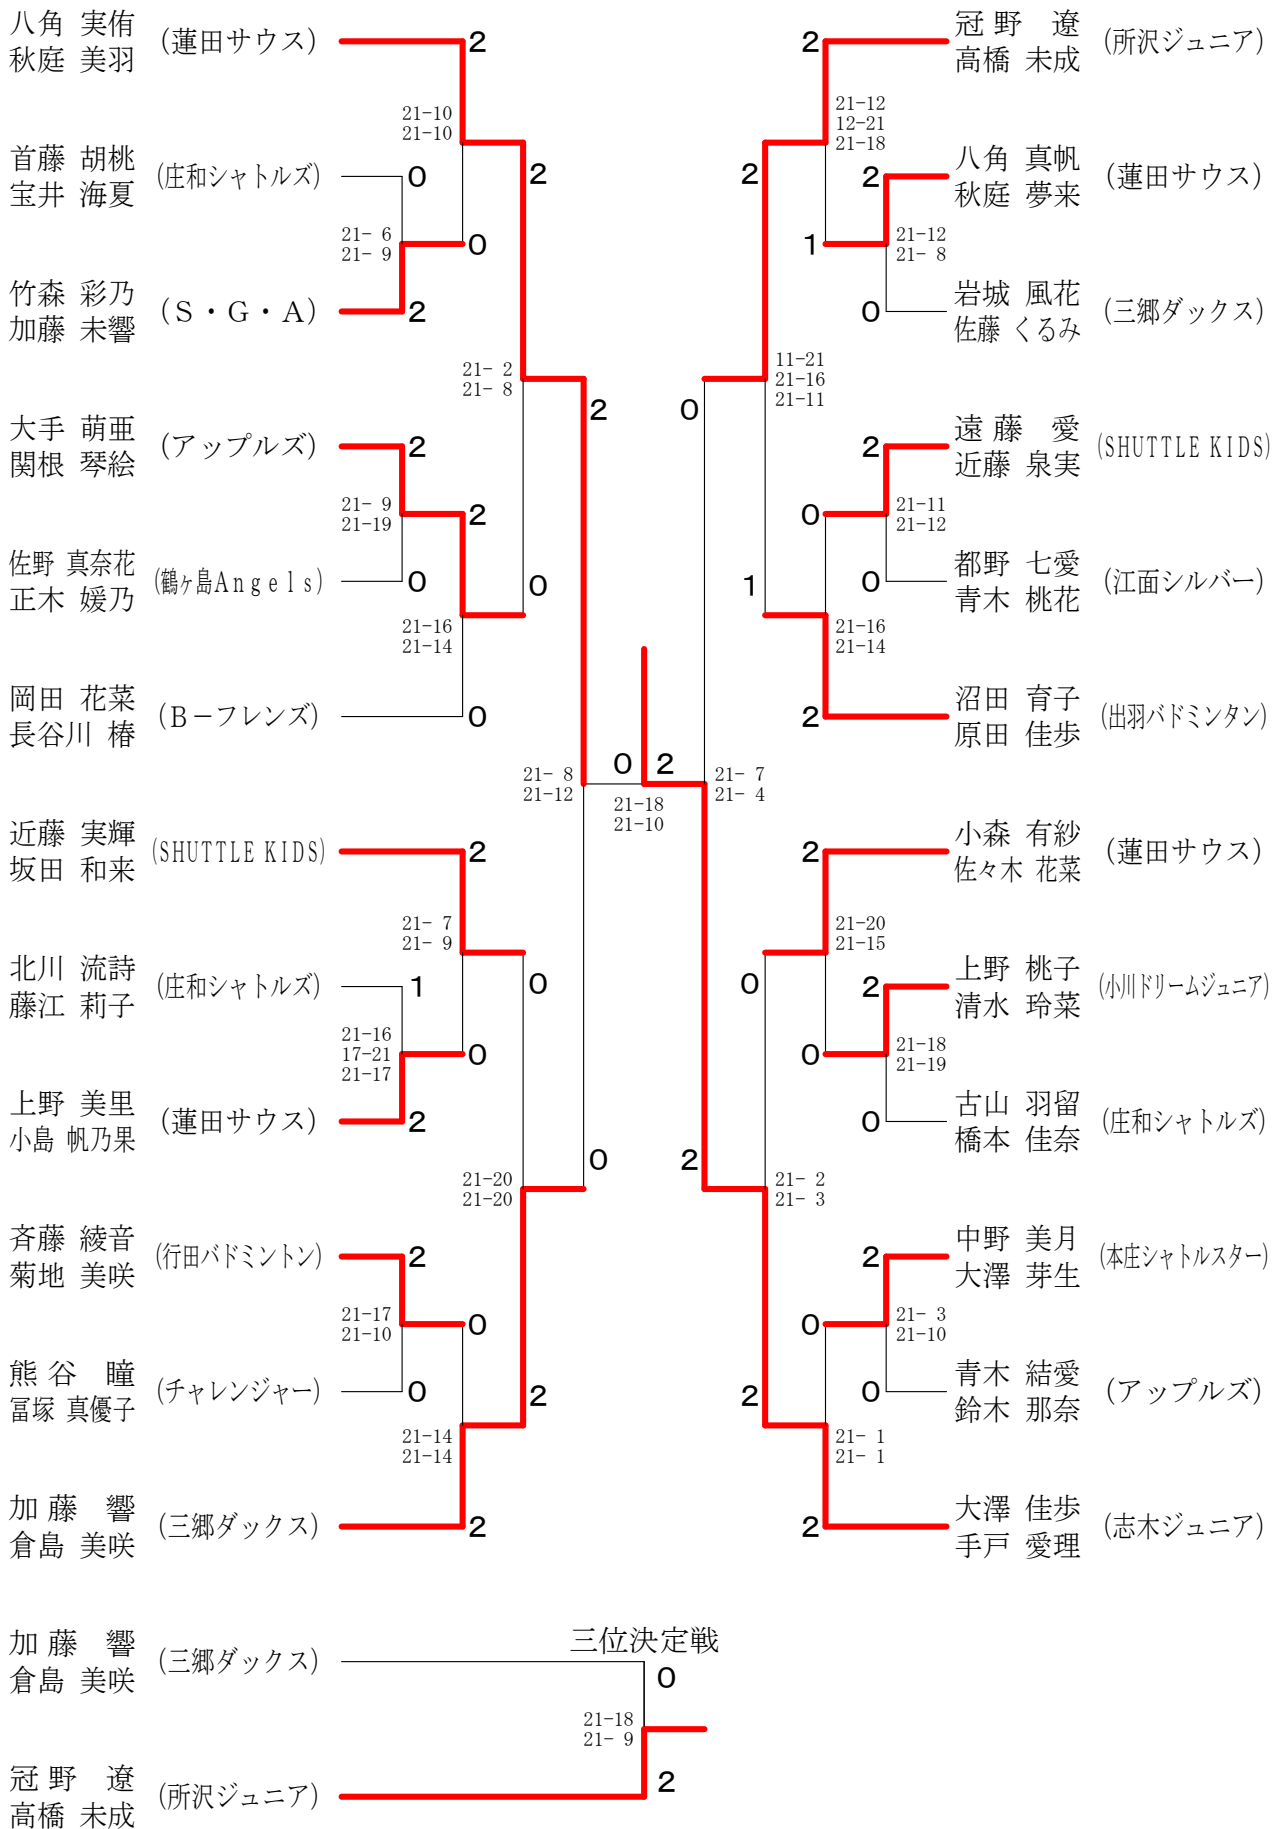 八角 実侑
秋庭 美羽
(蓮田サウス)
2
21-10
21-10
首藤 胡桃
宝井 海夏
(庄和シャトルズ)
0
2
21- 6
21- 9
0
竹森 彩乃
加藤 未響
(S・G・A)
2
21- 2
21- 8
2
大手 萌亜
関根 琴絵
(アップルズ)
2
21- 9
21-19
2
佐野 真奈花
正木 媛乃
(鶴ヶ島Angels)
0
0
21-16
21-14
岡田 花菜
長谷川 椿
(B−フレンズ)
0
21- 8
21-12
近藤 実輝
坂田 和来
(SHUTTLE KIDS)
2
21- 7
21- 9
北川 流詩
藤江 莉子
(庄和シャトルズ)
1
0
21-16
17-21
21-17
0
上野 美里
小島 帆乃果
(蓮田サウス)
2
0
21-20
21-20
斉藤 綾音
菊地 美咲
(行田バドミントン)
2
21-17
21-10
0
熊谷 瞳
冨塚 真優子
(チャレンジャー)
0
2
21-14
21-14
加藤 響
倉島 美咲
(三郷ダックス)
2
0
2
21-18
21-10
冠野 遼
高橋 未成
(所沢ジュニア)
2
21-12
12-21
21-18
八角 真帆
秋庭 夢来
(蓮田サウス)
2
2
1
21-12
21- 8
岩城 風花
佐藤 くるみ
(三郷ダックス)
0
11-21
21-16
21-11
0
遠藤 愛
近藤 泉実
(SHUTTLE KIDS)
2
0
21-11
21-12
都野 七愛
青木 桃花
(江面シルバー)
0
1
21-16
21-14
沼田 育子
原田 佳歩
(出羽バドミンタン)
2
21- 7
21- 4
小森 有紗
佐々木 花菜
(蓮田サウス)
2
21-20
21-15
上野 桃子
清水 玲菜
(小川ドリームジュニア)
2
0
0
21-18
21-19
古山 羽留
橋本 佳奈
(庄和シャトルズ)
0
2
21- 2
21- 3
中野 美月
大澤 芽生
(本庄シャトルスター)
2
0
21- 3
21-10
青木 結愛
鈴木 那奈
(アップルズ)
0
2
21- 1
21- 1
大澤 佳歩
手戸 愛理
(志木ジュニア)
2
三位決定戦
加藤 響
倉島 美咲
(三郷ダックス)
0
21-18
21- 9
冠野 遼
高橋 未成
(所沢ジュニア)
2